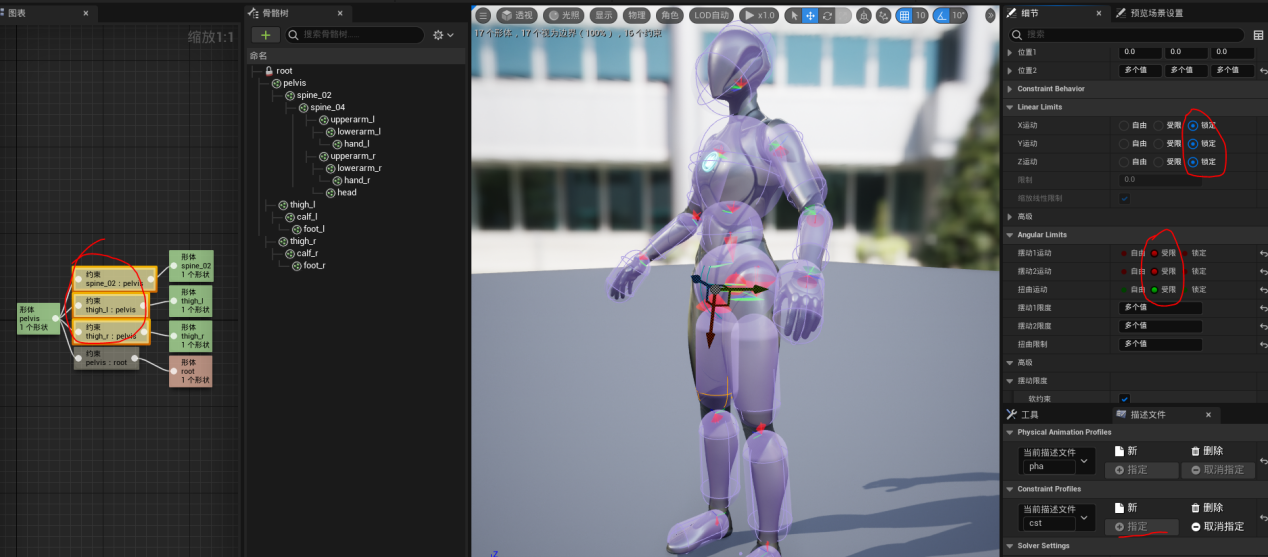 图表
缩放1:1
形体
pelvis
1 个形状
约束
spine_02 : pelvis
约束
thigh_l : pelvis
约束
thigh_r : pelvis
约束
pelvis : root
形体
spine_02
1 个形状
形体
thigh_l
1 个形状
形体
thigh_r
1 个形状
形体
root
1 个形状
骨骼树
搜索骨骼树……
命名
root
pelvis
spine_02
spine_04
upperarm_l
lowerarm_l
hand_l
upperarm_r
lowerarm_r
hand_r
head
thigh_l
calf_l
foot_l
thigh_r
calf_r
foot_r
透视 光照 显示 物理 角色 LOD自动 x1.0 10 10°
17个形体，17个视为边界（100%），16个约束
Z
细节 预览场景设置
搜索
位置1 0.0 0.0 0.0
位置2 多个值 多个值 多个值
Constraint Behavior
Linear Limits
X运动 自由 受限 锁定
Y运动 自由 受限 锁定
Z运动 自由 受限 锁定
限制 0.0
缩放线性限制
高级
Angular Limits
摆动1运动 自由 受限 锁定
摆动2运动 自由 受限 锁定
扭曲运动 自由 受限 锁定
摆动1限度 多个值
摆动2限度 多个值
扭曲限制 多个值
高级
摆动限度
软约束
工具 描述文件
Physical Animation Profiles
当前描述文件 新 删除
pha 指定 取消指定
Constraint Profiles
当前描述文件 新 删除
cst 指定 取消指定
Solver Settings